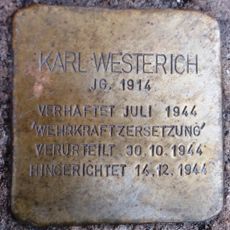 KARL WESTERICH
JG. 1914
VERHAFTET JULI 1944
'WEHRKRAFTZERSETZUNG'
VERURTEILT 30.10.1944
HINGERICHTET 14.12.1944